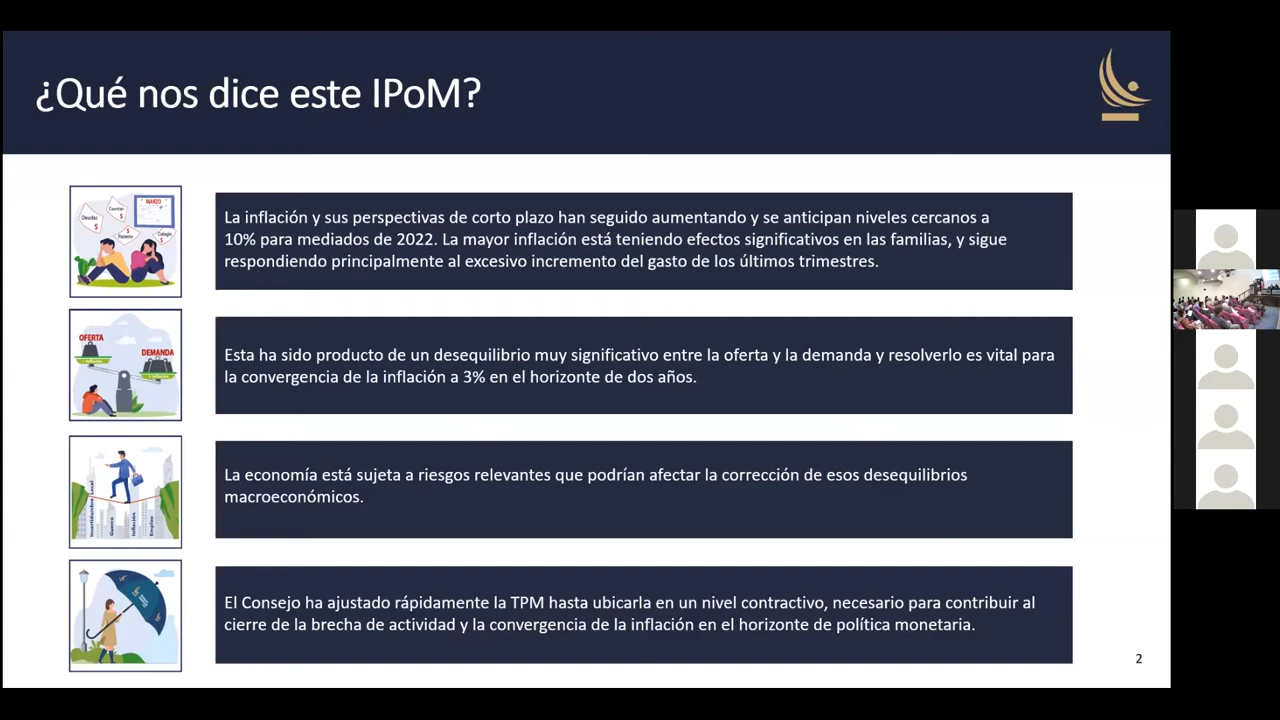 ¿Qué nos dice este IPoM?
MARZO
Cuentas
$
Deudas
$
$
Patente
Colegio
$
La inflación y sus perspectivas de corto plazo han seguido aumentando y se anticipan niveles cercanos a
10% para mediados de 2022. La mayor inflación está teniendo efectos significativos en las familias, y sigue
respondiendo principalmente al excesivo incremento del gasto de los últimos trimestres.
OFERTA
DEMANDA
Esta ha sido producto de un desequilibrio muy significativo entre la oferta y la demanda y resolverlo es vital para
la convergencia de la inflación a 3% en el horizonte de dos años.
Incertidumbre Local
Guerra
Inflación
Empleo
La economía está sujeta a riesgos relevantes que podrían afectar la corrección de esos desequilibrios
macroeconómicos.
El Consejo ha ajustado rápidamente la TPM hasta ubicarla en un nivel contractivo, necesario para contribuir al
cierre de la brecha de actividad y la convergencia de la inflación en el horizonte de política monetaria.
2